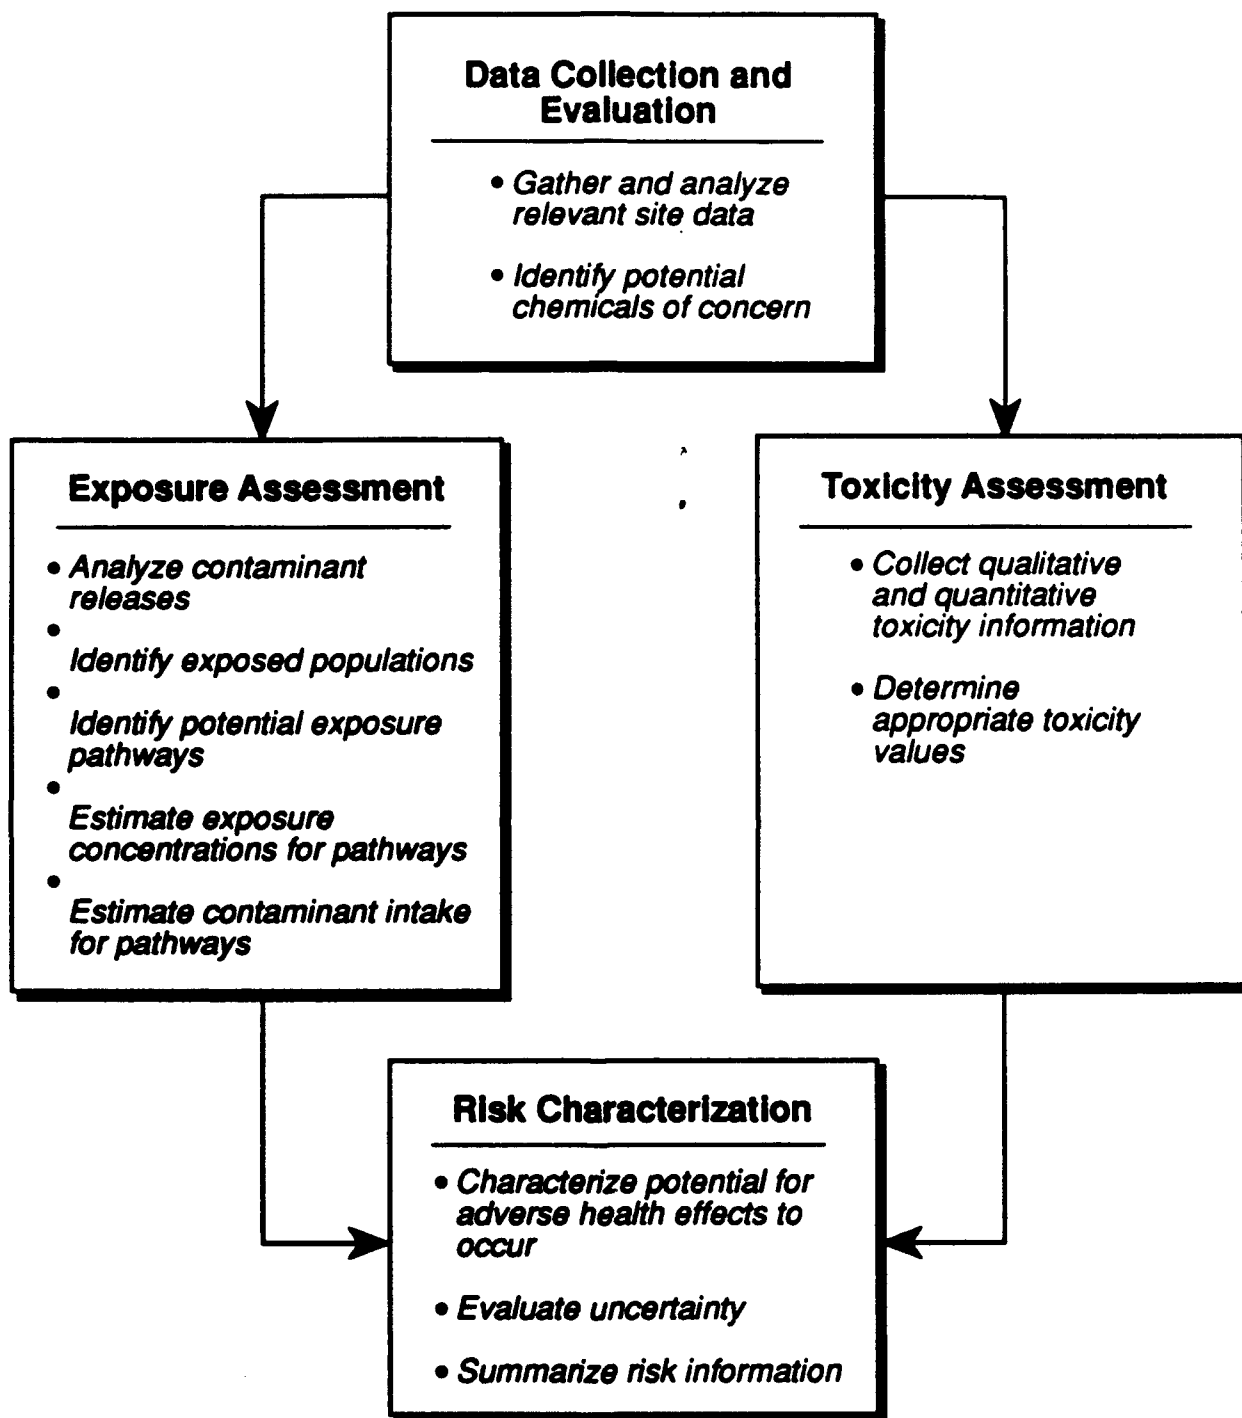 Data Collection and
Evaluation
• Gather and analyze
relevant site data
• Identify potential
chemicals of concern
Exposure Assessment
• Analyze contaminant
releases
•
Identify exposed populations
•
Identify potential exposure
pathways
•
Estimate exposure
concentrations for pathways
•
Estimate contaminant intake
for pathways
Toxicity Assessment
• Collect qualitative
and quantitative
toxicity information
• Determine
appropriate toxicity
values
Risk Characterization
• Characterize potential for
adverse health effects to
occur
• Evaluate uncertainty
• Summarize risk information